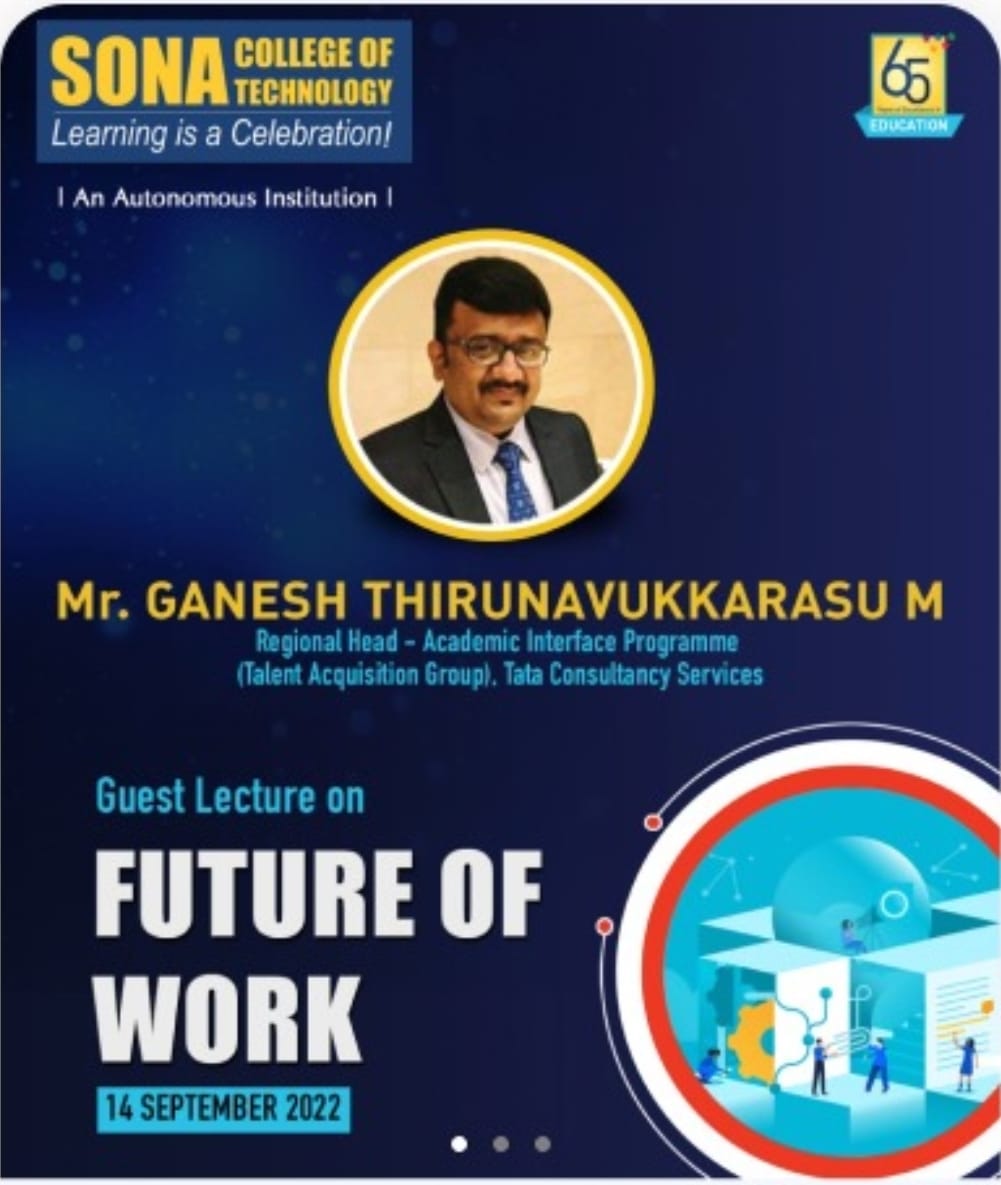 SONA COLLEGE OF
TECHNOLOGY
Learning is a Celebration!
| An Autonomous Institution |
65
EDUCATION
Mr. GANESH THIRUNAVUKKARASU M
Regional Head – Academic Interface Programme
(Talent Acquisition Group), Tata Consultancy Services
Guest Lecture on
FUTURE OF
WORK
14 SEPTEMBER 2022